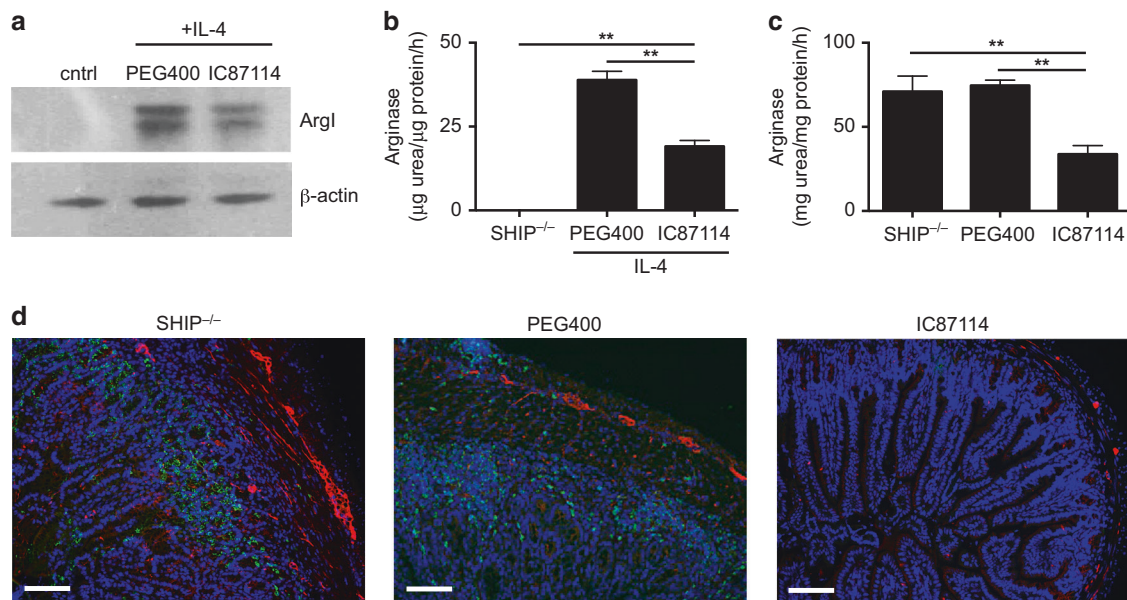 a
+IL-4
cntrl PEG400 IC87114
ArgI
β-actin
b
Arginase
(µg urea/µg protein/h)
50
25
0
**
**
SHIP–/– PEG400 IC87114
IL-4
c
Arginase
(mg urea/mg protein/h)
100
50
0
**
**
SHIP–/– PEG400 IC87114
d
SHIP–/– PEG400 IC87114